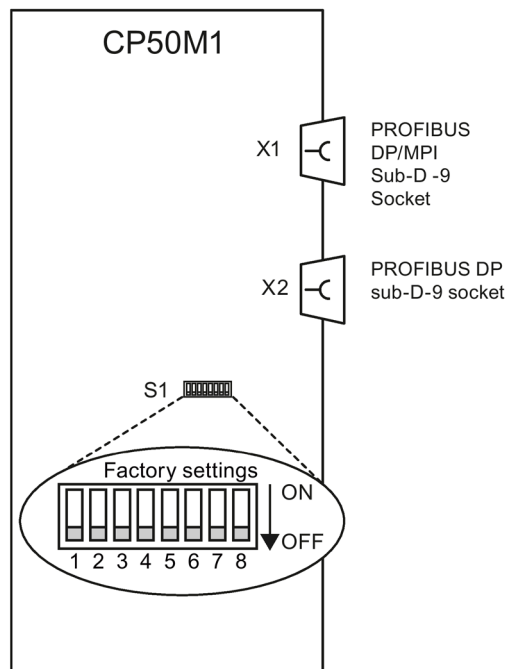 CP50M1
X1
PROFIBUS
DP/MPI
Sub-D -9
Socket
X2
PROFIBUS DP
sub-D-9 socket
S1
Factory settings
ON
OFF
1 2 3 4 5 6 7 8